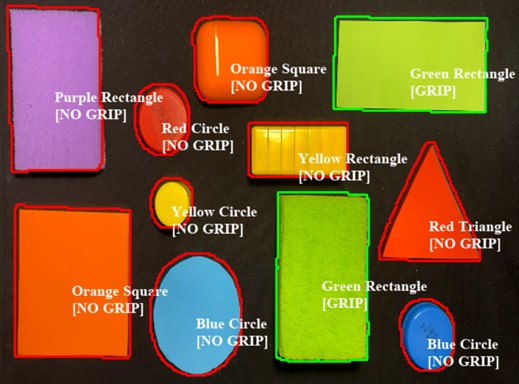 Orange Square
[NO GRIP]
Green Rectangle
[GRIP]
Purple Rectangle
[NO GRIP]
Red Circle
[NO GRIP]
Yellow Rectangle
[NO GRIP]
Yellow Circle
[NO GRIP]
Red Triangle
[NO GRIP]
Orange Square
[NO GRIP]
Green Rectangle
[GRIP]
Blue Circle
[NO GRIP]
Blue Circle
[NO GRIP]